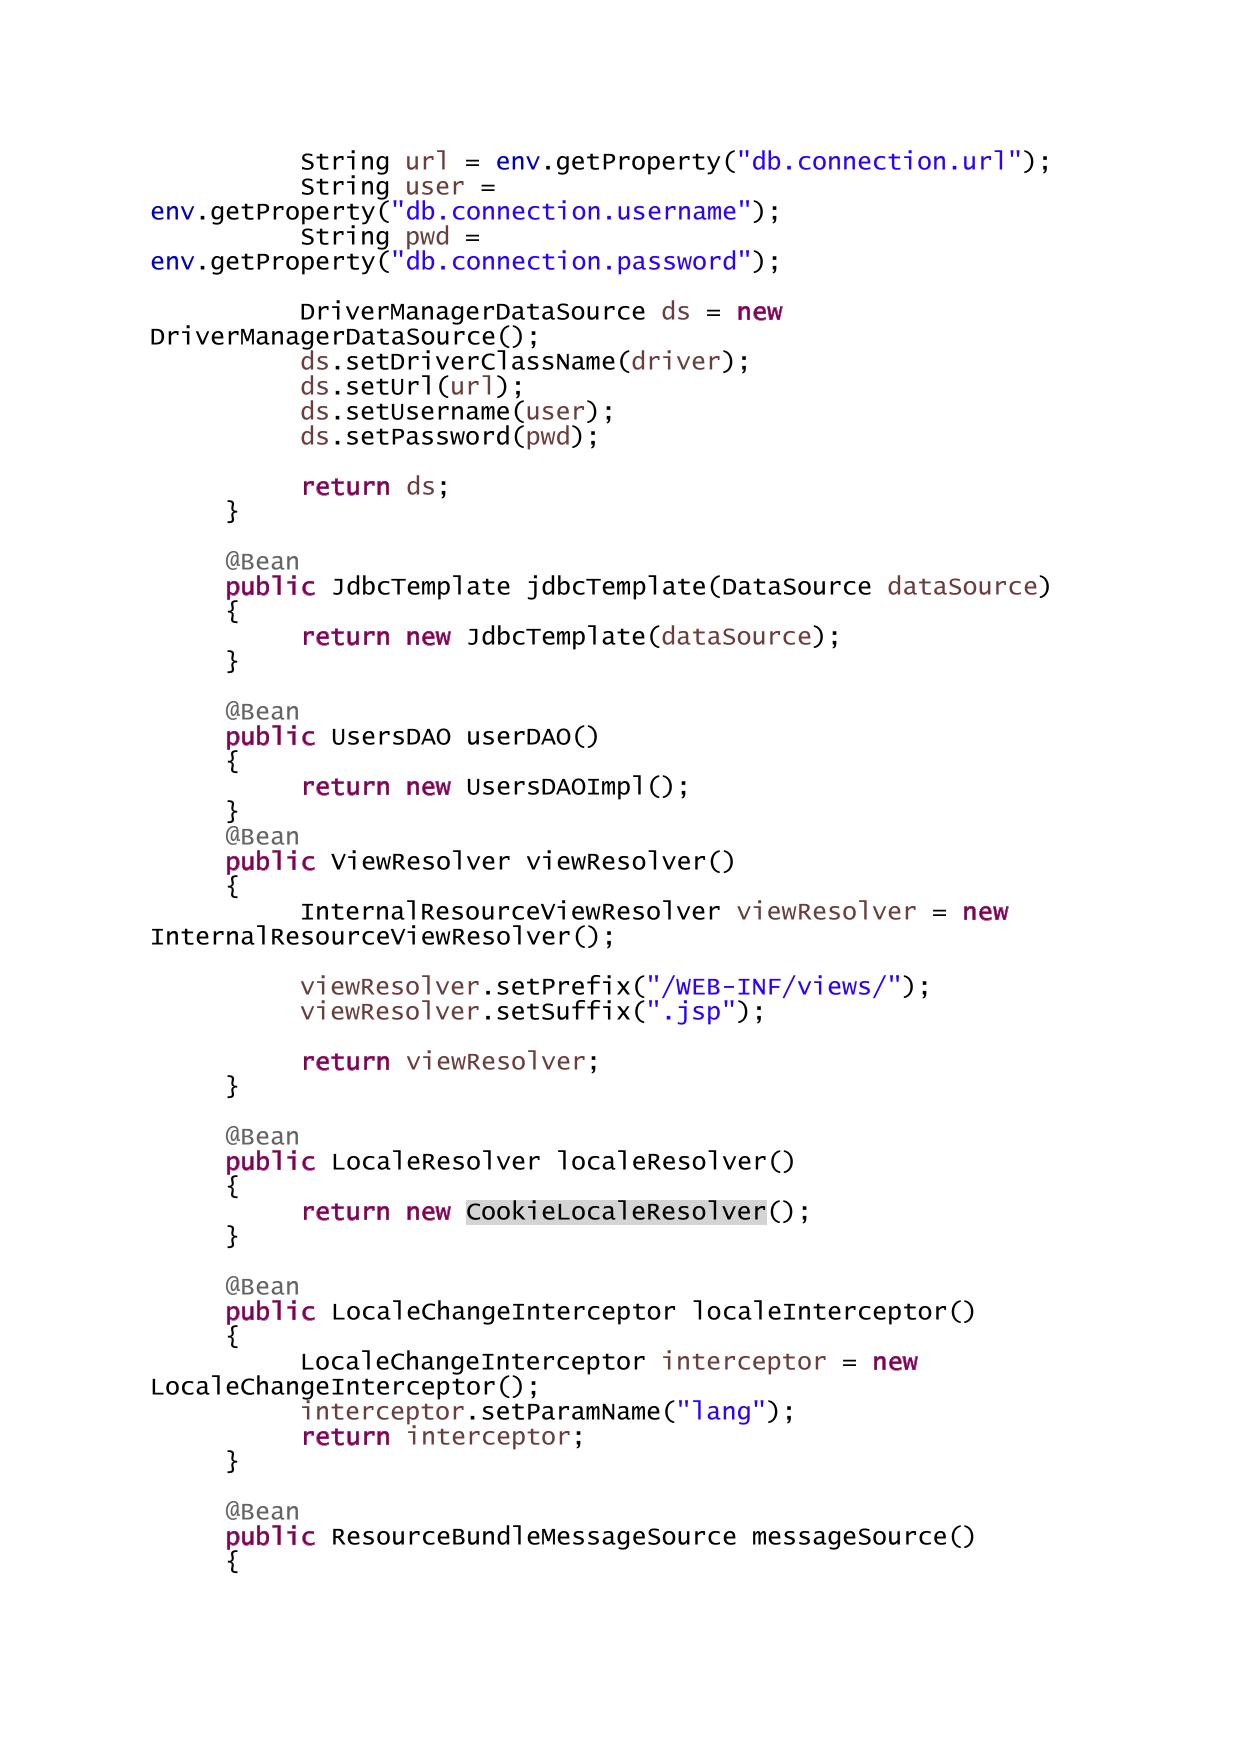 String url = env.getProperty("db.connection.url");
String user =
env.getProperty("db.connection.username");
String pwd =
env.getProperty("db.connection.password");
DriverManagerDataSource ds = new
DriverManagerDataSource();
ds.setDriverClassName(driver);
ds.setUrl(url);
ds.setUsername(user);
ds.setPassword(pwd);
return ds;
}
@Bean
public JdbcTemplate jdbcTemplate(DataSource dataSource)
{
return new JdbcTemplate(dataSource);
}
@Bean
public UsersDAO userDAO()
{
return new UsersDAOImpl();
}
@Bean
public ViewResolver viewResolver()
{
InternalResourceViewResolver viewResolver = new
InternalResourceViewResolver();
viewResolver.setPrefix("/WEB-INF/views/");
viewResolver.setSuffix(".jsp");
return viewResolver;
}
@Bean
public LocaleResolver localeResolver()
{
return new CookieLocaleResolver();
}
@Bean
public LocaleChangeInterceptor localeInterceptor()
{
LocaleChangeInterceptor interceptor = new
LocaleChangeInterceptor();
interceptor.setParamName("lang");
return interceptor;
}
@Bean
public ResourceBundleMessageSource messageSource()
{